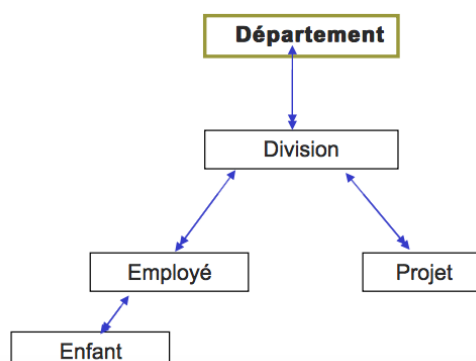 Département
Division
Employé
Projet
Enfant